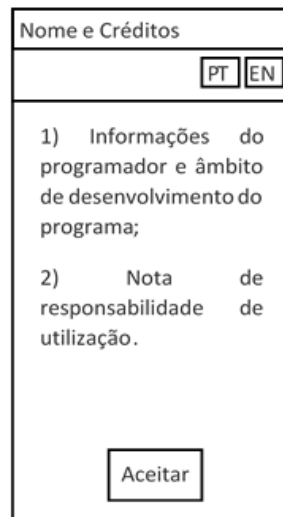 Nome e Créditos
PT EN
1) Informações do
programador e âmbito
de desenvolvimento do
programa;
2) Nota de
responsabilidade de
utilização.
Aceitar